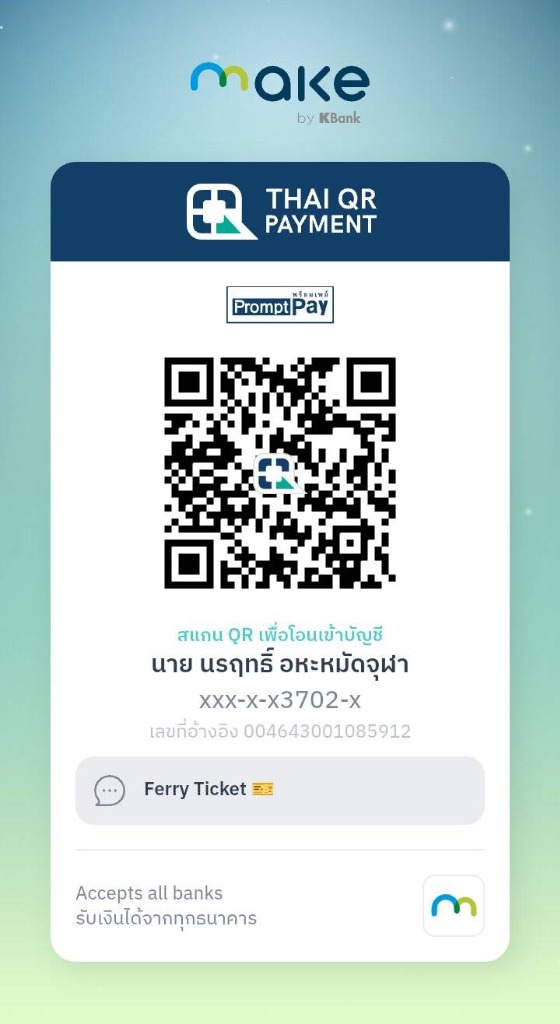 make
by KBank
THAI QR
PAYMENT
พร้อมเพย์
PromptPay
สแกน QR เพื่อโอนเข้าบัญชี
นาย นรฤทธิ์ อหะหมัดจุฬา
xxx-x-x3702-x
เลขที่อ้างอิง 004643001085912
Ferry Ticket 🎫
Accepts all banks
รับเงินได้จากทุกธนาคาร